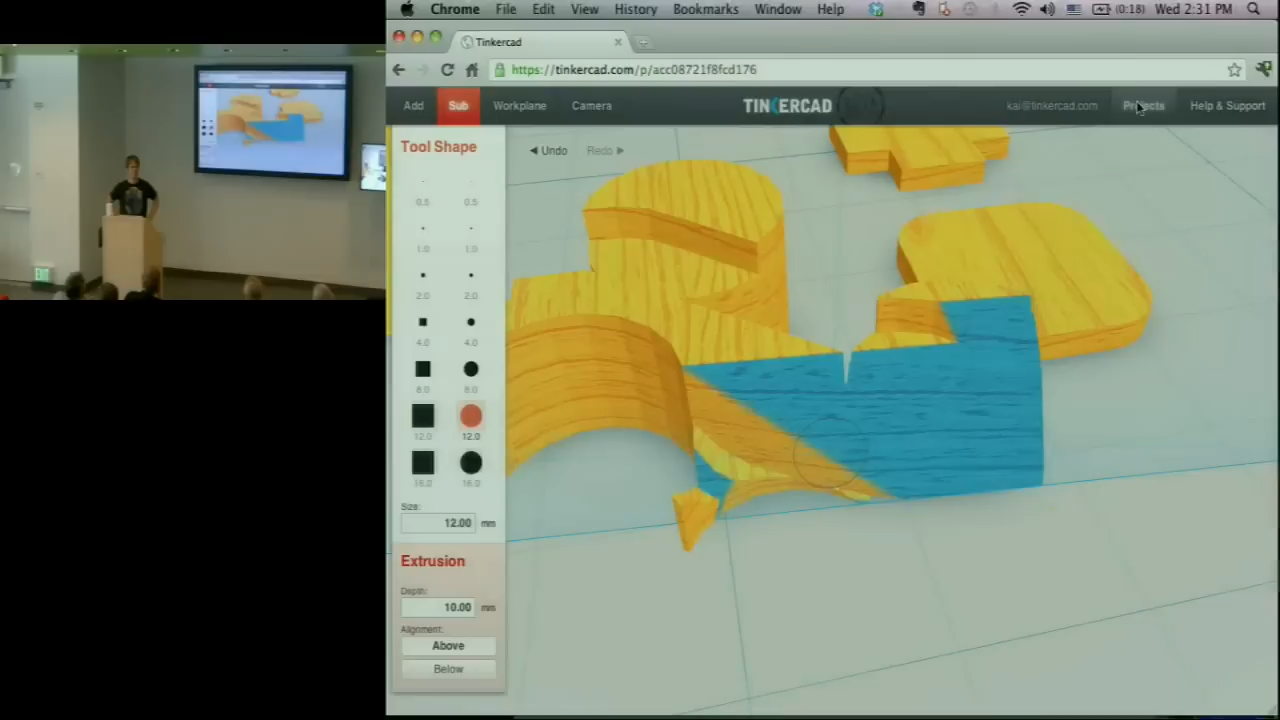 Chrome File Edit View History Bookmarks Window Help (0:18) Wed 2:31 PM
Tinkercad
https://tinkercad.com/p/acc08721f8fcd176
Add Sub Workplane Camera TINKERCAD kai@tinkercad.com Projects Help & Support
Tool Shape
Undo Redo
0.5 0.5
1.0 1.0
2.0 2.0
4.0 4.0
8.0 8.0
12.0 12.0
16.0 16.0
Size:
12.00 mm
Extrusion
Depth:
10.00 mm
Alignment:
Above
Below